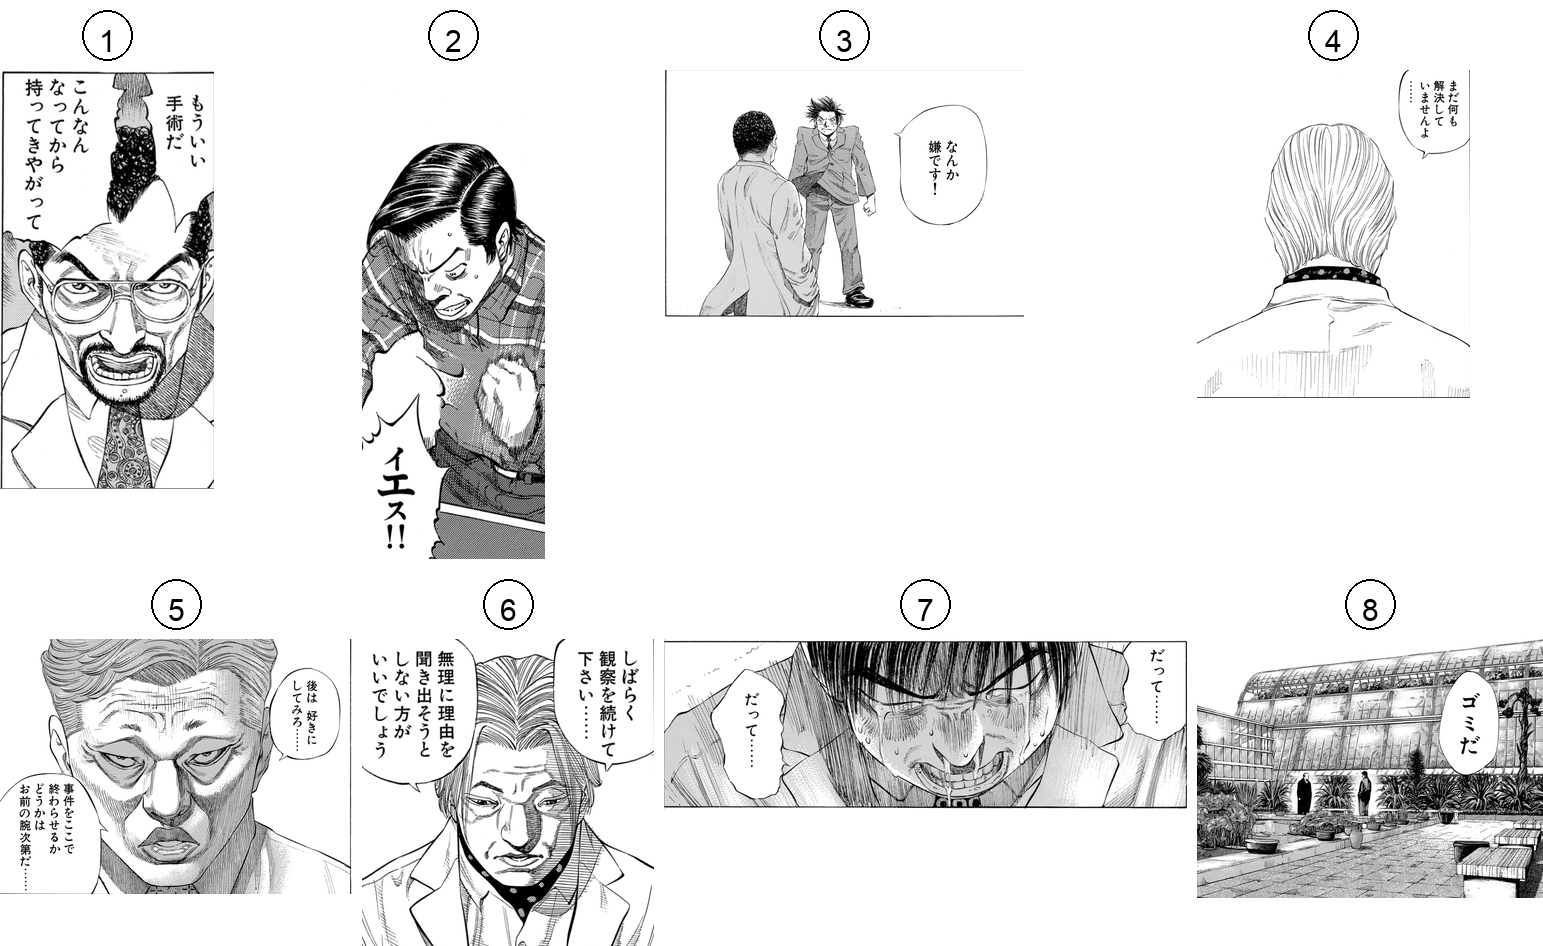 1
もういい
手術だ
こんなん
なってから
持ってきやがって
2
イエス!!
3
なんか
嫌です!
4
まだ何も
解決して
いませんよ
……
5
後は 好きに
してみろ……
事件をここで
終わらせるか
どうかは
お前の腕次第だ……
6
しばらく
観察を続けて
下さい……
無理に理由を
聞き出そうと
しない方が
いいでしょう
7
だって……
だって……
8
ゴミだ